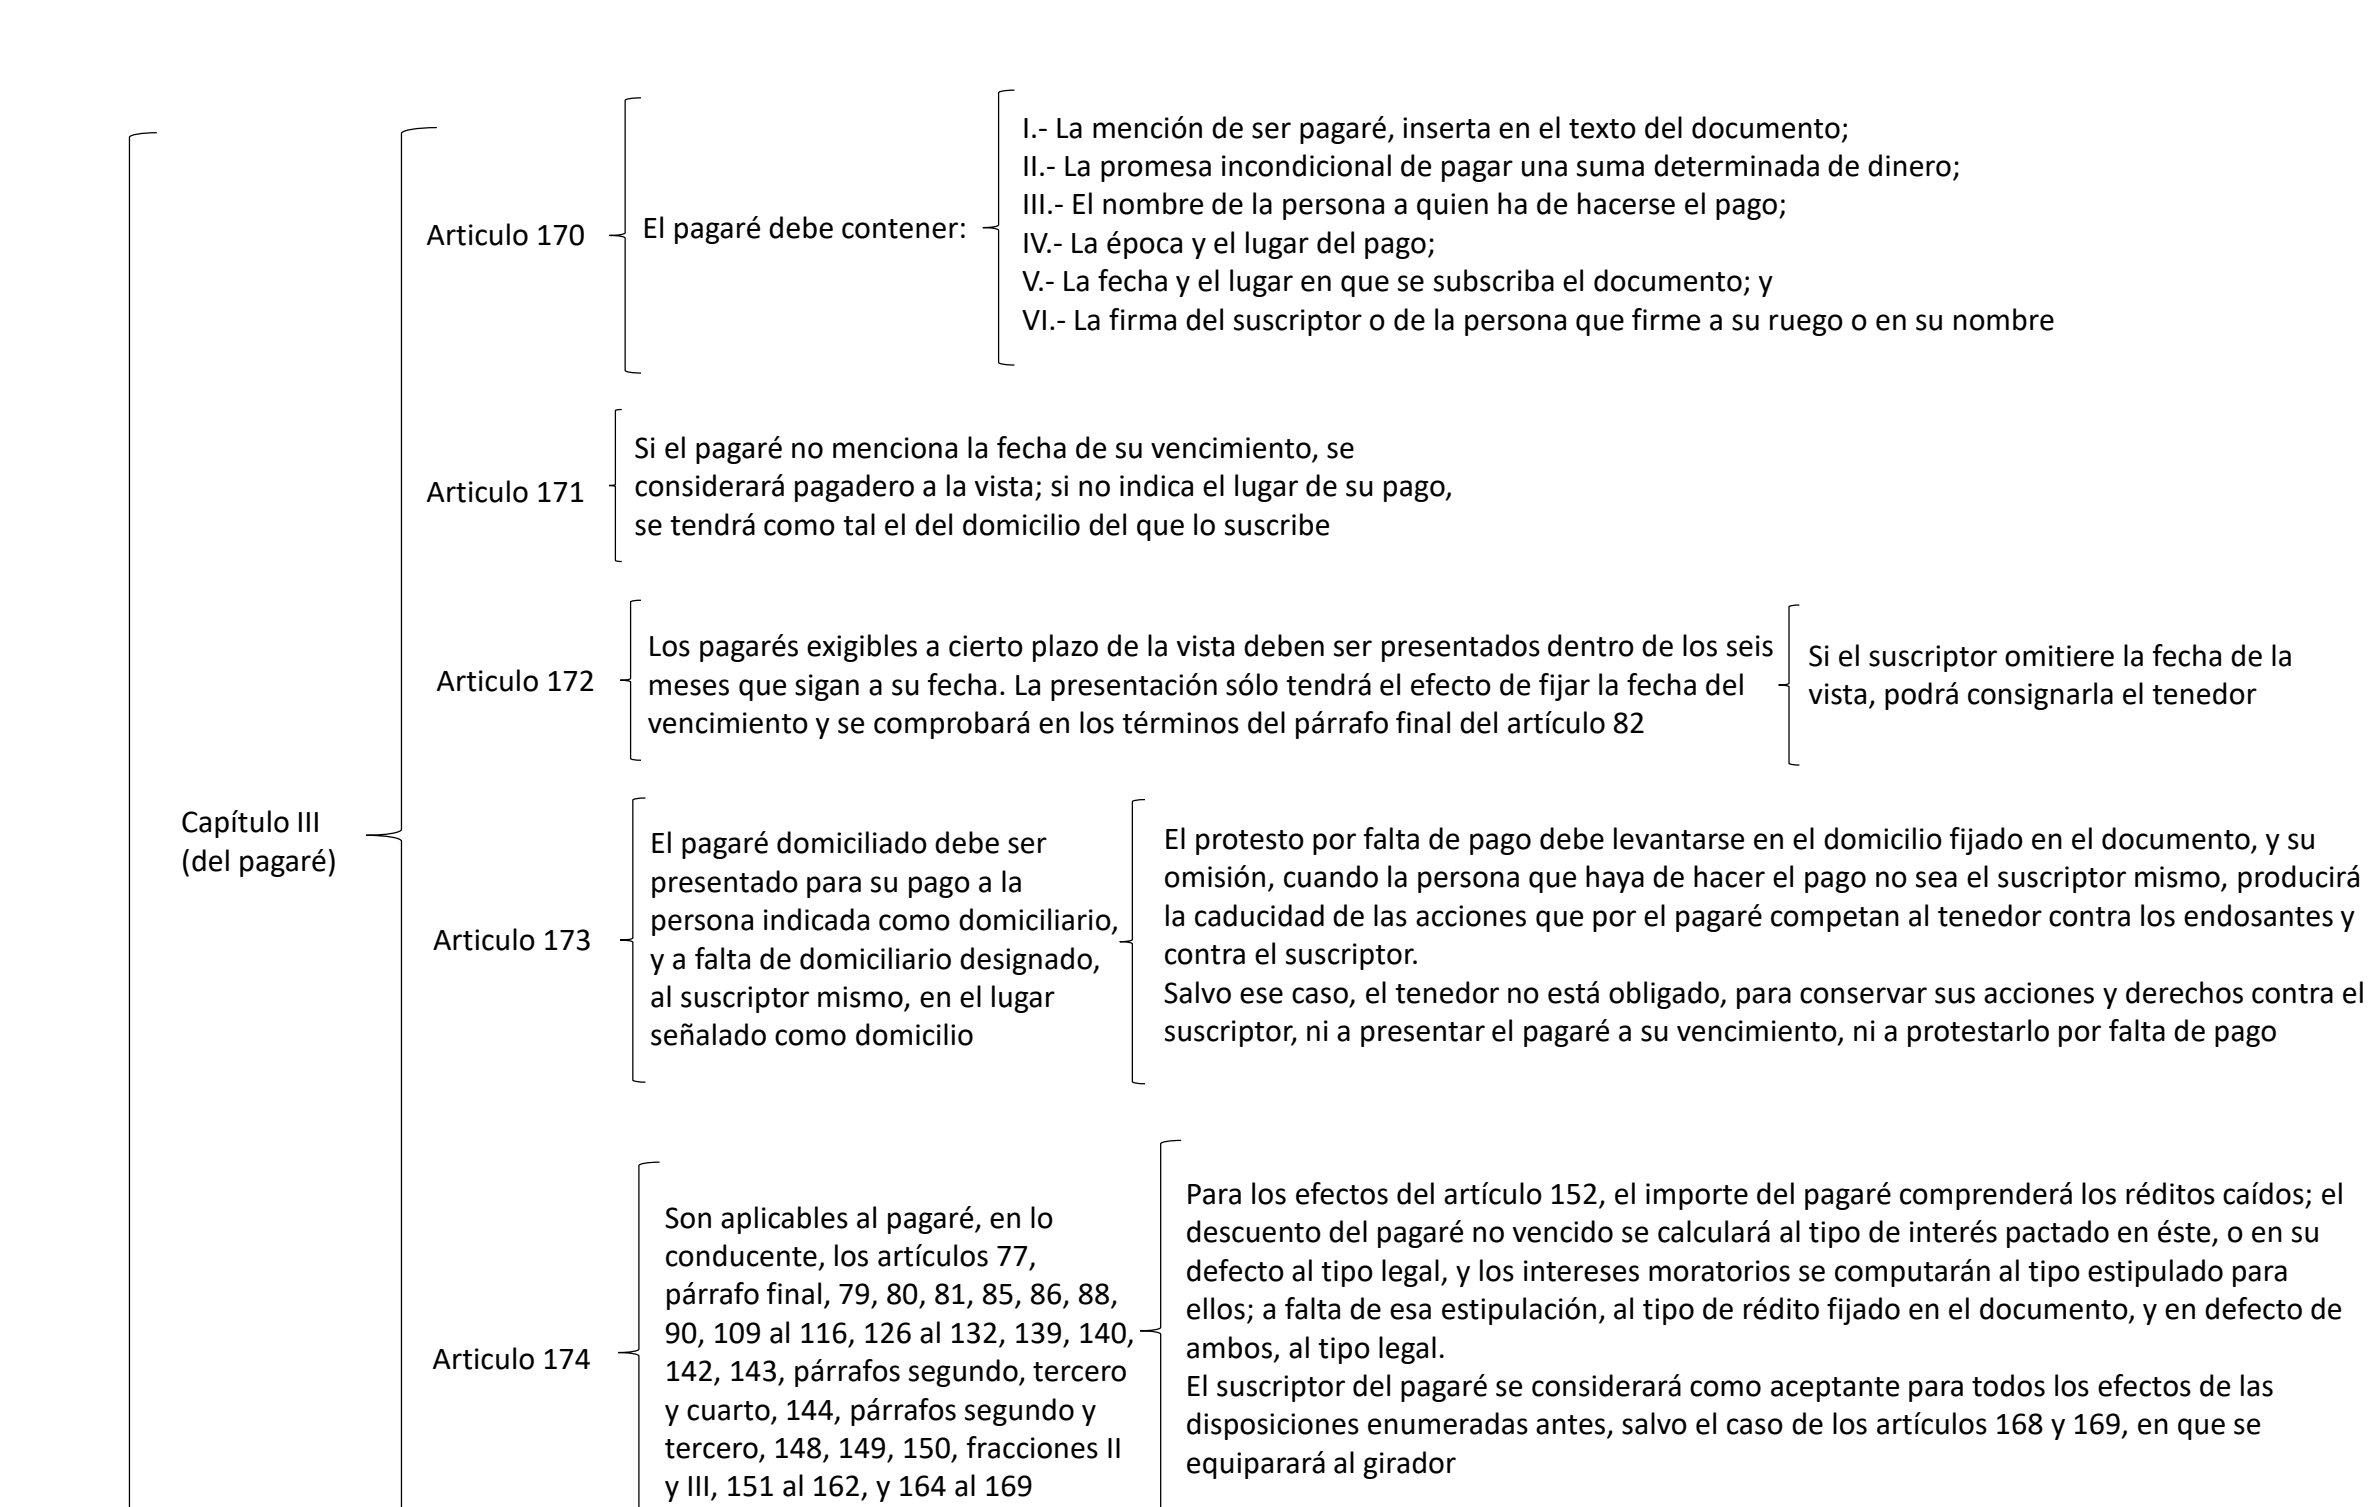 Capítulo III
(del pagaré)
Articulo 170
El pagaré debe contener:
I.- La mención de ser pagaré, inserta en el texto del documento;
II.- La promesa incondicional de pagar una suma determinada de dinero;
III.- El nombre de la persona a quien ha de hacerse el pago;
IV.- La época y el lugar del pago;
V.- La fecha y el lugar en que se subscriba el documento; y
VI.- La firma del suscriptor o de la persona que firme a su ruego o en su nombre
Articulo 171
Si el pagaré no menciona la fecha de su vencimiento, se
considerará pagadero a la vista; si no indica el lugar de su pago,
se tendrá como tal el del domicilio del que lo suscribe
Articulo 172
Los pagarés exigibles a cierto plazo de la vista deben ser presentados dentro de los seis
meses que sigan a su fecha. La presentación sólo tendrá el efecto de fijar la fecha del
vencimiento y se comprobará en los términos del párrafo final del artículo 82
Si el suscriptor omitiere la fecha de la
vista, podrá consignarla el tenedor
Articulo 173
El pagaré domiciliado debe ser
presentado para su pago a la
persona indicada como domiciliario,
y a falta de domiciliario designado,
al suscriptor mismo, en el lugar
señalado como domicilio
El protesto por falta de pago debe levantarse en el domicilio fijado en el documento, y su
omisión, cuando la persona que haya de hacer el pago no sea el suscriptor mismo, producirá
la caducidad de las acciones que por el pagaré competan al tenedor contra los endosantes y
contra el suscriptor.
Salvo ese caso, el tenedor no está obligado, para conservar sus acciones y derechos contra el
suscriptor, ni a presentar el pagaré a su vencimiento, ni a protestarlo por falta de pago
Articulo 174
Son aplicables al pagaré, en lo
conducente, los artículos 77,
párrafo final, 79, 80, 81, 85, 86, 88,
90, 109 al 116, 126 al 132, 139, 140,
142, 143, párrafos segundo, tercero
y cuarto, 144, párrafos segundo y
tercero, 148, 149, 150, fracciones II
y III, 151 al 162, y 164 al 169
Para los efectos del artículo 152, el importe del pagaré comprenderá los réditos caídos; el
descuento del pagaré no vencido se calculará al tipo de interés pactado en éste, o en su
defecto al tipo legal, y los intereses moratorios se computarán al tipo estipulado para
ellos; a falta de esa estipulación, al tipo de rédito fijado en el documento, y en defecto de
ambos, al tipo legal.
El suscriptor del pagaré se considerará como aceptante para todos los efectos de las
disposiciones enumeradas antes, salvo el caso de los artículos 168 y 169, en que se
equiparará al girador